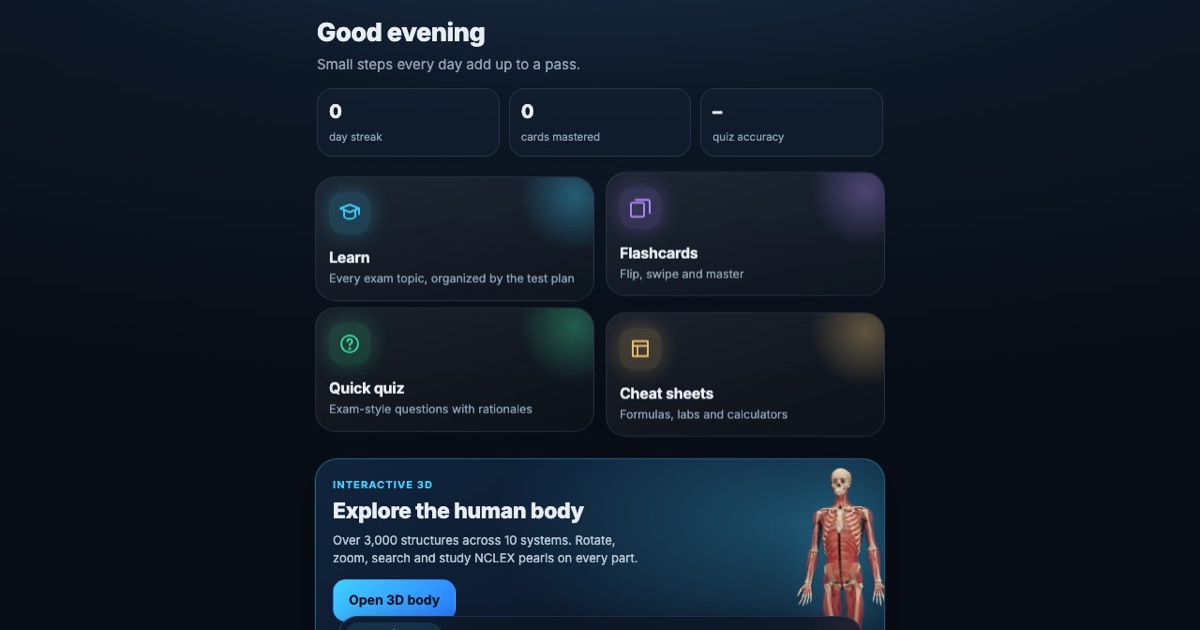 Good evening
Small steps every day add up to a pass.
0
day streak
0
cards mastered
–
quiz accuracy
Learn
Every exam topic, organized by the test plan
Flashcards
Flip, swipe and master
Quick quiz
Exam-style questions with rationales
Cheat sheets
Formulas, labs and calculators
INTERACTIVE 3D
Explore the human body
Over 3,000 structures across 10 systems. Rotate,
zoom, search and study NCLEX pearls on every part.
Open 3D body